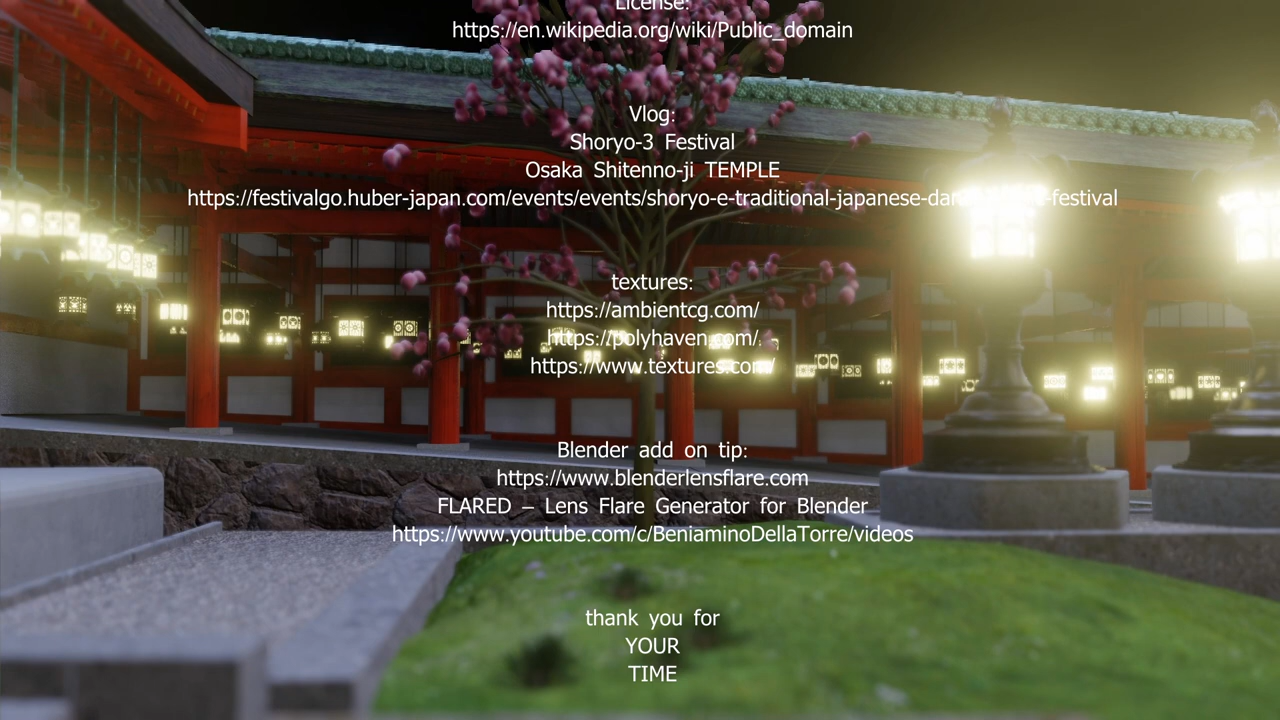 License:
https://en.wikipedia.org/wiki/Public_domain
Vlog:
Shoryo-3 Festival
Osaka Shitenno-ji TEMPLE
https://festivalgo.huber-japan.com/events/events/shoryo-e-traditional-japanese-dan -festival
textures:
https://ambientcg.com/
https://polyhaven.com/
https://www.textures.com/
Blender add on tip:
https://www.blenderlensflare.com
FLARED – Lens Flare Generator for Blender
https://www.youtube.com/c/BeniaminoDellaTorre/videos
thank you for
YOUR
TIME